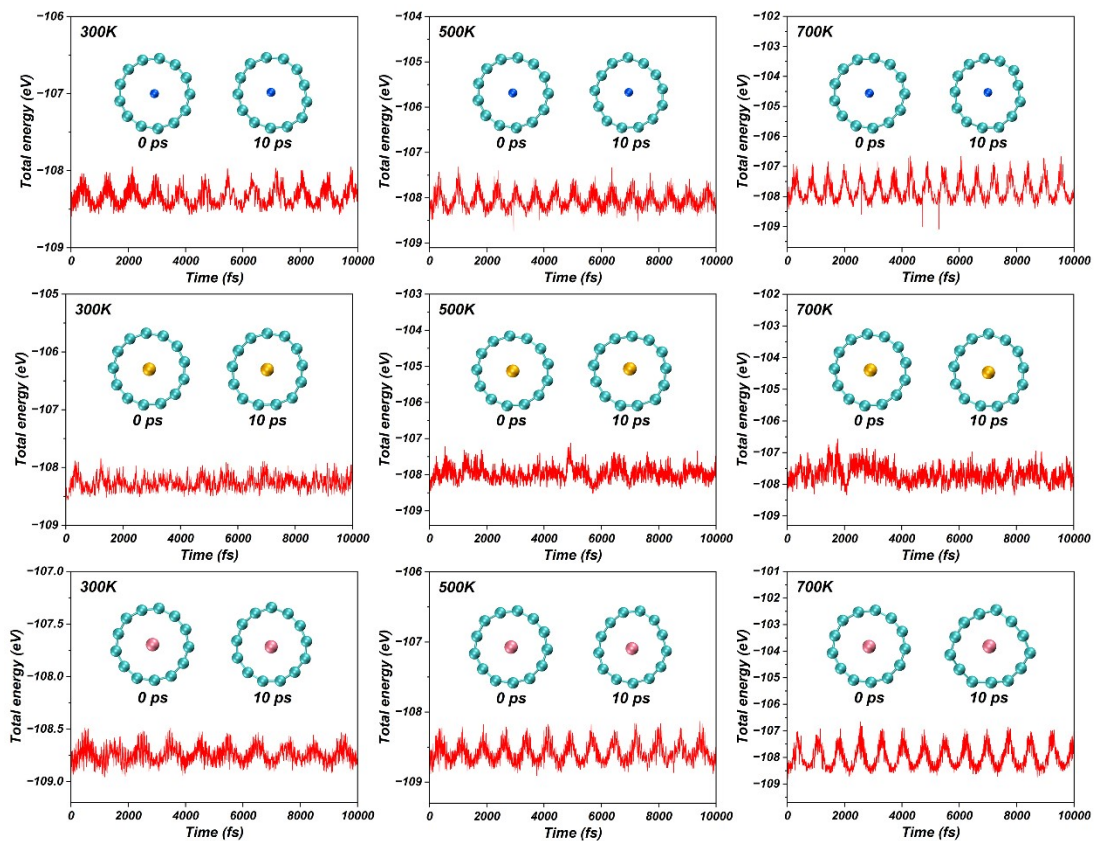 −106
−107
−108
−109
Total energy (eV)
300K
0 ps 10 ps
0 2000 4000 6000 8000 10000
Time (fs)
−104
−105
−106
−107
−108
−109
Total energy (eV)
500K
0 ps 10 ps
0 2000 4000 6000 8000 10000
Time (fs)
−102
−103
−104
−105
−106
−107
−108
−109
Total energy (eV)
700K
0 ps 10 ps
0 2000 4000 6000 8000 10000
Time (fs)
−105
−106
−107
−108
−109
Total energy (eV)
300K
0 ps 10 ps
0 2000 4000 6000 8000 10000
Time (fs)
−103
−104
−105
−106
−107
−108
−109
Total energy (eV)
500K
0 ps 10 ps
0 2000 4000 6000 8000 10000
Time (fs)
−102
−103
−104
−105
−106
−107
−108
−109
Total energy (eV)
700K
0 ps 10 ps
0 2000 4000 6000 8000 10000
Time (fs)
−107.0
−107.5
−108.0
−108.5
−109.0
Total energy (eV)
300K
0 ps 10 ps
0 2000 4000 6000 8000 10000
Time (fs)
−106
−107
−108
−109
Total energy (eV)
500K
0 ps 10 ps
0 2000 4000 6000 8000 10000
Time (fs)
−101
−102
−103
−104
−105
−106
−107
−108
−109
Total energy (eV)
700K
0 ps 10 ps
0 2000 4000 6000 8000 10000
Time (fs)